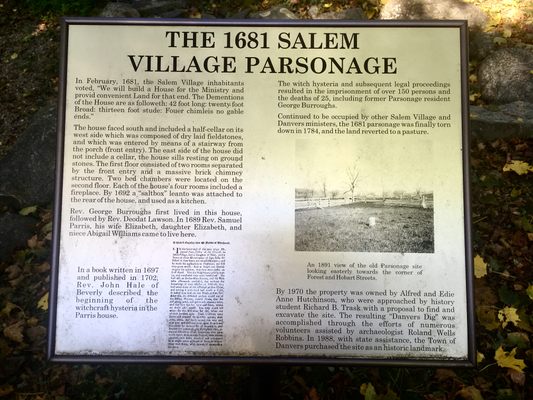 THE 1681 SALEM
VILLAGE PARSONAGE
In February, 1681, the Salem Village inhabitants
voted, "We will build a House for the Ministry and
provid convenient Land for that end. The Dementions
of the House are as followeth: 42 foot long: twenty foot
Broad: thirteen foot stude: Fouer chimleis no gable
ends."
The house faced south and included a half-cellar on its
west side which was composed of dry laid fieldstones,
and which was entered by means of a stairway from
the porch (front entry). The east side of the house did
not include a cellar, the house sills resting on ground
stones. The first floor consisted of two rooms separated
by the front entry and a massive brick chimney
structure. Two bed chambers were located on the
second floor. Each of the house's four rooms included a
fireplace. By 1692 a "saltbox" leanto was attached to
the rear of the house, and used as a kitchen.
Rev. George Burroughs first lived in this house,
followed by Rev. Deodat Lawson. In 1689 Rev. Samuel
Parris, his wife Elizabeth, daughter Elizabeth, and
niece Abigail Williams came to live here.
In a book written in 1697
and published in 1702,
Rev. John Hale of
Beverly described the
beginning of the
witchcraft hysteria in the
Parris house.
The witch hysteria and subsequent legal proceedings
resulted in the imprisonment of over 150 persons and
the deaths of 25, including former Parsonage resident
George Burroughs.
Continued to be occupied by other Salem Village and
Danvers ministers, the 1681 parsonage was finally torn
down in 1784, and the land reverted to a pasture.
An 1891 view of the old Parsonage site
looking easterly towards the corner of
Forest and Hobart Streets.
By 1970 the property was owned by Alfred and Edie
Anne Hutchinson, who were approached by history
student Richard B. Trask with a proposal to find and
excavate the site. The resulting "Danvers Dig" was
accomplished through the efforts of numerous
volunteers assisted by archaeologist Roland Wells
Robbins. In 1988, with state assistance, the Town of
Danvers purchased the site as an historic landmark.